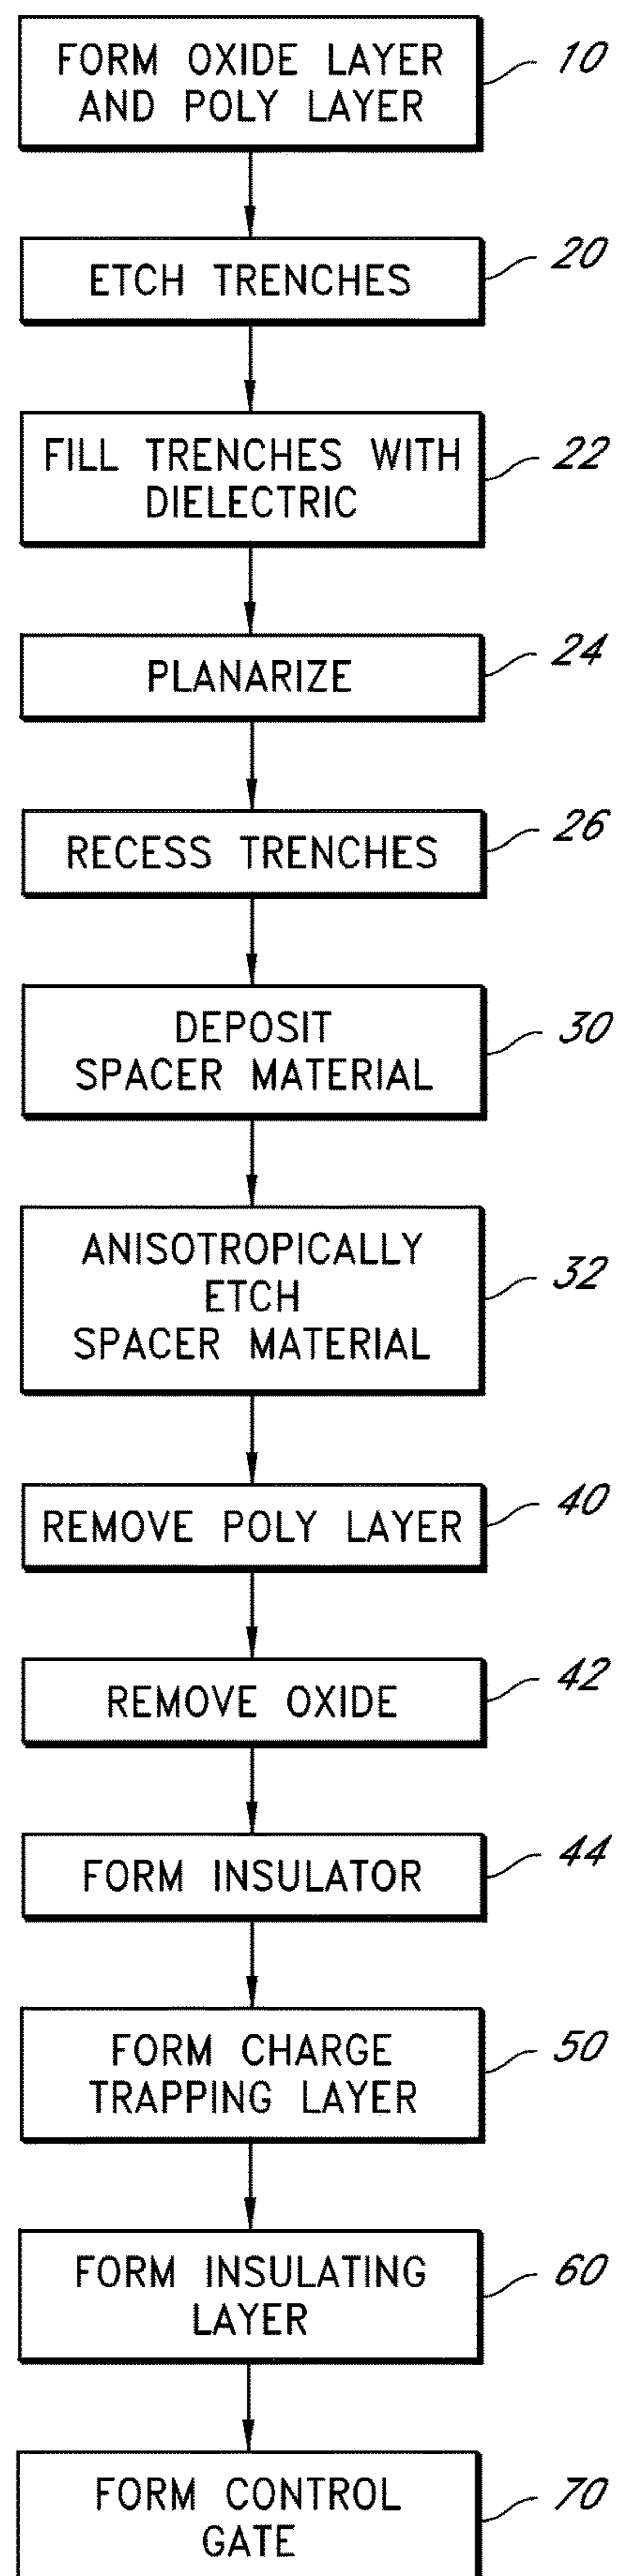 FORM OXIDE LAYER
AND POLY LAYER
10
ETCH TRENCHES
20
FILL TRENCHES WITH
DIELECTRIC
22
PLANARIZE
24
RECESS TRENCHES
26
DEPOSIT
SPACER MATERIAL
30
ANISOTROPICALLY
ETCH
SPACER MATERIAL
32
REMOVE POLY LAYER
40
REMOVE OXIDE
42
FORM INSULATOR
44
FORM CHARGE
TRAPPING LAYER
50
FORM INSULATING
LAYER
60
FORM CONTROL
GATE
70